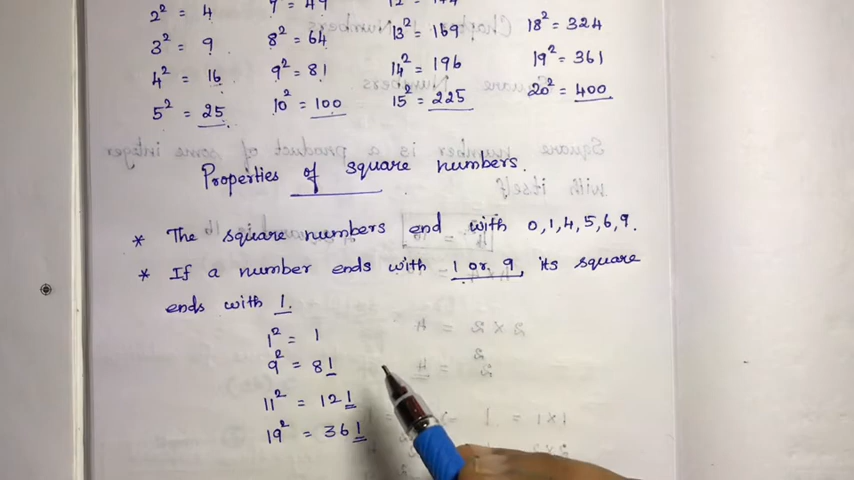 2² = 4
3² = 9 8² = 64 13² = 169 18² = 324
4² = 16 9² = 81 14² = 196 19² = 361
5² = 25 10² = 100 15² = 225 20² = 400
Properties of square numbers.
* The square numbers end with 0,1,4,5,6,9.
* If a number ends with 1 or 9, its square
ends with 1.
1² = 1
9² = 81
11² = 121
19² = 361